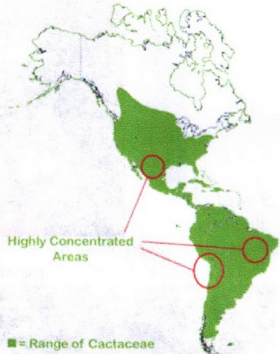 Highly Concentrated
Areas
■ = Range of Cactaceae